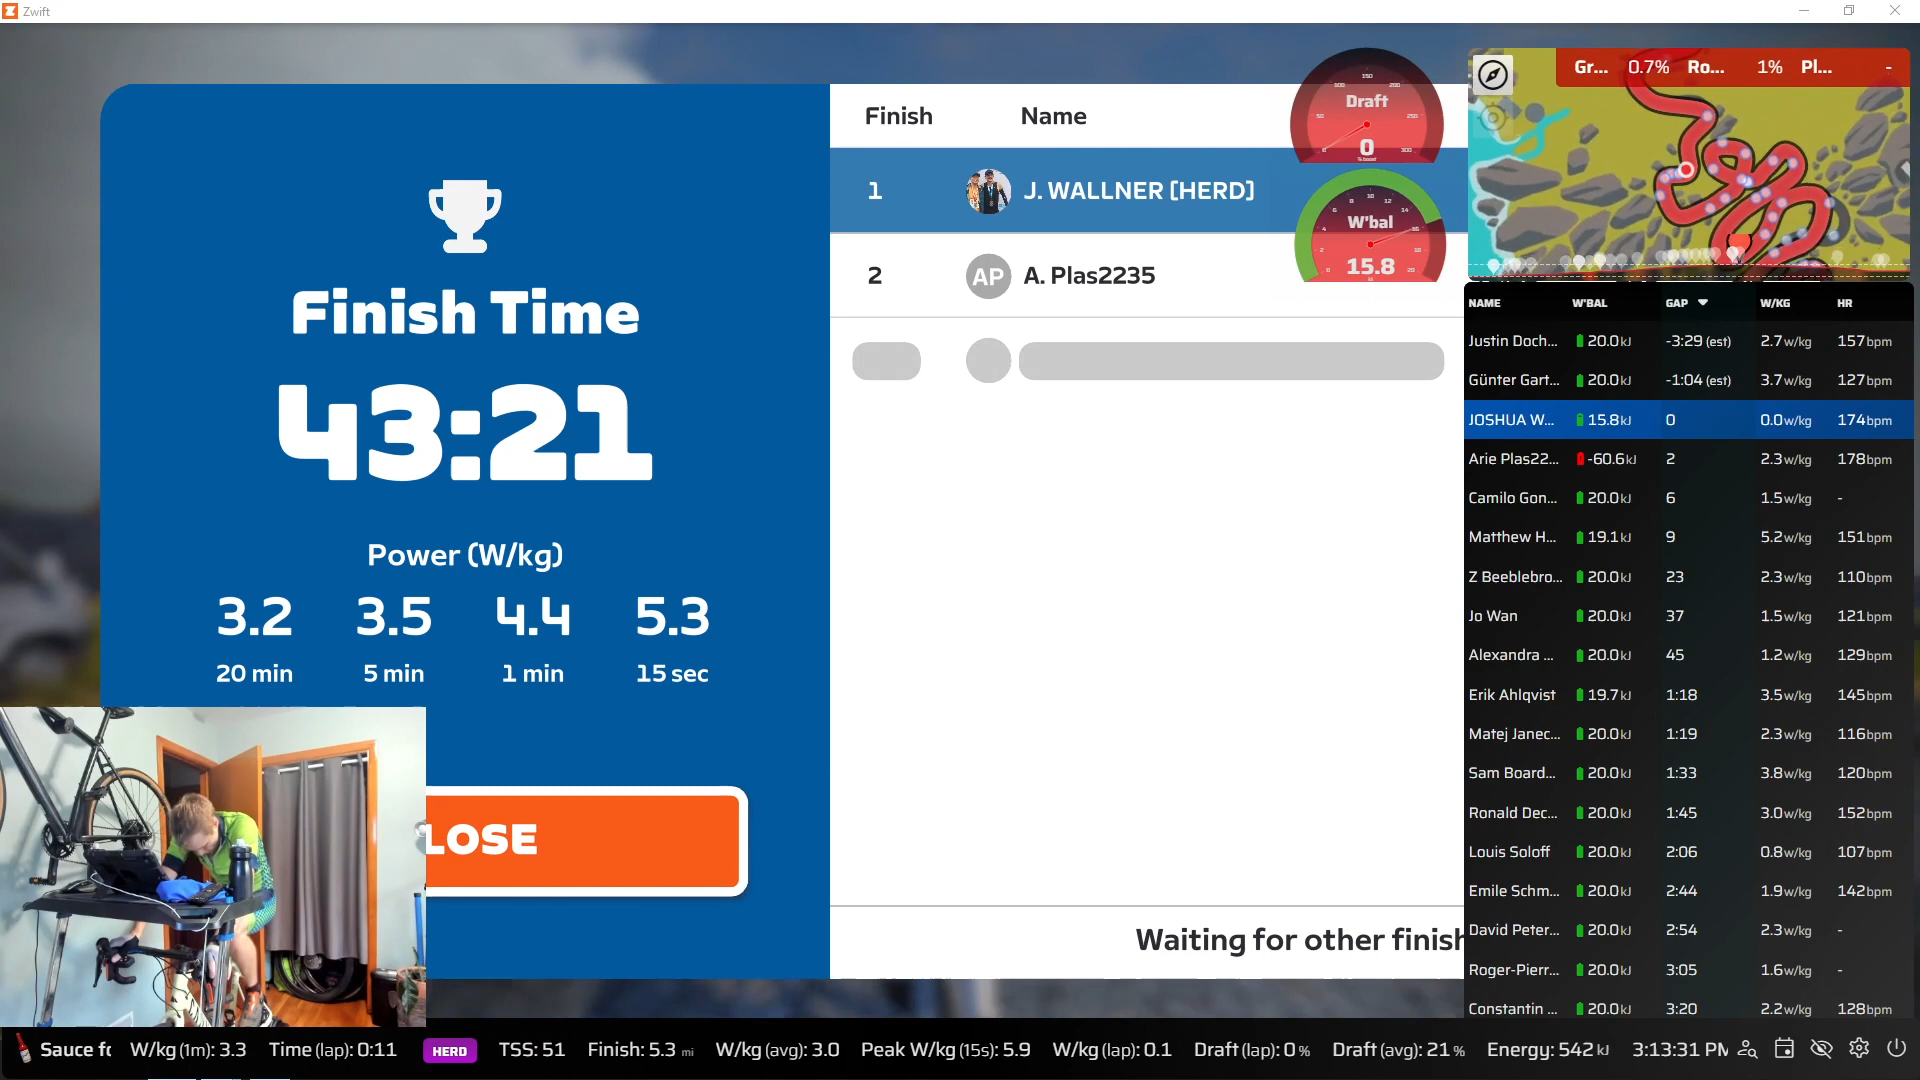 Zwift
Gr... 0.7% Ro... 1% Pl... -
Finish Name
Draft
0
1 J. WALLNER [HERD]
W'bal
15.8
2 AP A. Plas2235
Finish Time
43:21
Power (W/kg)
3.2 3.5 4.4 5.3
20 min 5 min 1 min 15 sec
LOSE
Waiting for other finish
NAME W'BAL GAP W/KG HR
Justin Doch... 20.0kJ -3:29 (est) 2.7w/kg 157bpm
Günter Gart... 20.0kJ -1:04 (est) 3.7w/kg 127bpm
JOSHUA W... 15.8kJ 0 0.0w/kg 174bpm
Arie Plas22... -60.6kJ 2 2.3w/kg 178bpm
Camilo Gon... 20.0kJ 6 1.5w/kg -
Matthew H... 19.1kJ 9 5.2w/kg 151bpm
Z Beeblebro... 20.0kJ 23 2.3w/kg 110bpm
Jo Wan 20.0kJ 37 1.5w/kg 121bpm
Alexandra ... 20.0kJ 45 1.2w/kg 129bpm
Erik Ahlqvist 19.7kJ 1:18 3.5w/kg 145bpm
Matej Janec... 20.0kJ 1:19 2.3w/kg 116bpm
Sam Board... 20.0kJ 1:33 3.8w/kg 120bpm
Ronald Dec... 20.0kJ 1:45 3.0w/kg 152bpm
Louis Soloff 20.0kJ 2:06 0.8w/kg 107bpm
Emile Schm... 20.0kJ 2:44 1.9w/kg 142bpm
David Peter... 20.0kJ 2:54 2.3w/kg -
Roger-Pierr... 20.0kJ 3:05 1.6w/kg -
Constantin ... 20.0kJ 3:20 2.2w/kg 128bpm
Sauce fo W/kg (1m): 3.3 Time (lap): 0:11 HERD TSS: 51 Finish: 5.3 mi W/kg (avg): 3.0 Peak W/kg (15s): 5.9 W/kg (lap): 0.1 Draft (lap): 0 % Draft (avg): 21 % Energy: 542 kJ 3:13:31 PM